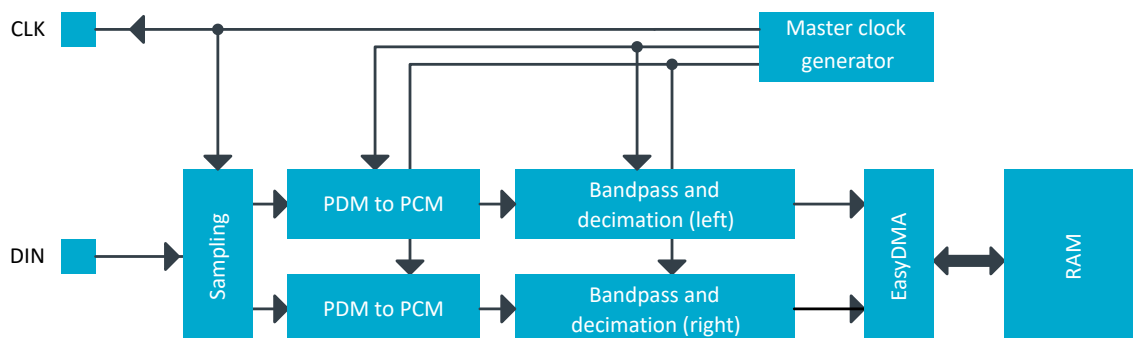 CLK
Master clock
generator
DIN
Sampling
PDM to PCM
Bandpass and
decimation (left)
PDM to PCM
Bandpass and
decimation (right)
EasyDMA
RAM